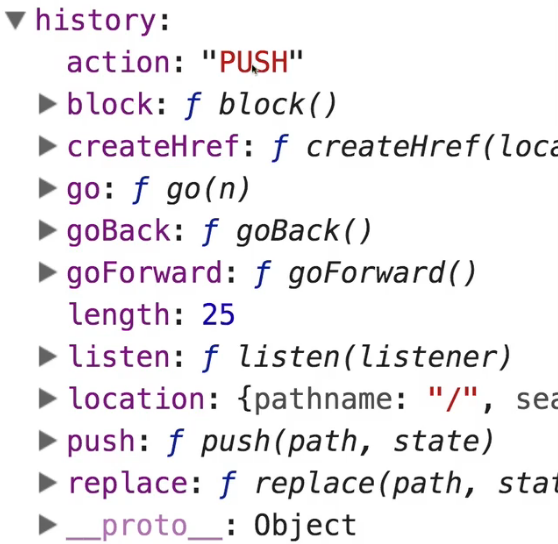 ▼ history:
action: "PUSH"
▶ block: ƒ block()
▶ createHref: ƒ createHref(loca
▶ go: ƒ go(n)
▶ goBack: ƒ goBack()
▶ goForward: ƒ goForward()
length: 25
▶ listen: ƒ listen(listener)
▶ location: {pathname: "/", sea
▶ push: ƒ push(path, state)
▶ replace: ƒ replace(path, stat
▶ __proto__: Object